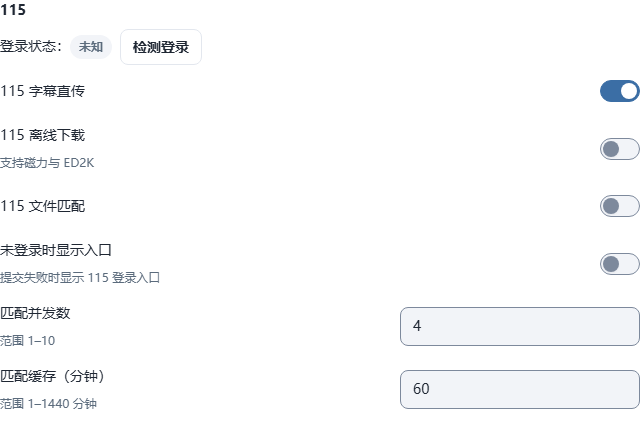 115
登录状态： 未知 检测登录
115 字幕直传
115 离线下载
支持磁力与 ED2K
115 文件匹配
未登录时显示入口
提交失败时显示 115 登录入口
匹配并发数
范围 1–10
4
匹配缓存（分钟）
范围 1–1440 分钟
60